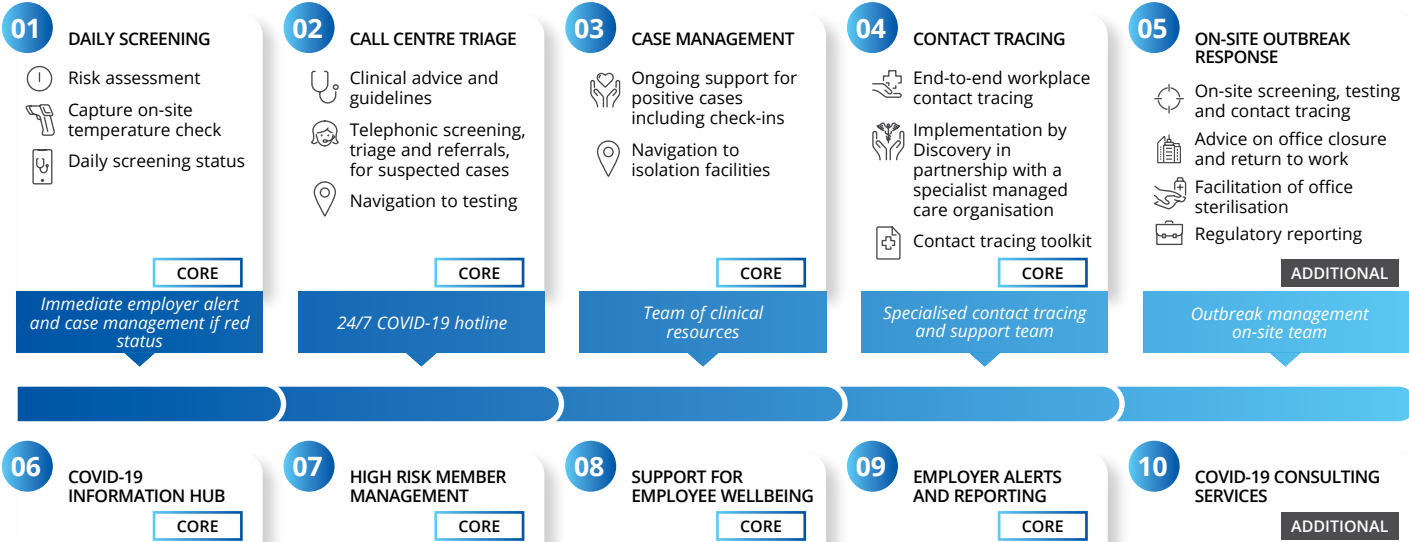 01
DAILY SCREENING
Risk assessment
Capture on-site
temperature check
Daily screening status
CORE
Immediate employer alert
and case management if red
status
02
CALL CENTRE TRIAGE
Clinical advice and
guidelines
Telephonic screening,
triage and referrals,
for suspected cases
Navigation to testing
CORE
24/7 COVID-19 hotline
03
CASE MANAGEMENT
Ongoing support for
positive cases
including check-ins
Navigation to
isolation facilities
CORE
Team of clinical
resources
04
CONTACT TRACING
End-to-end workplace
contact tracing
Implementation by
Discovery in
partnership with a
specialist managed
care organisation
Contact tracing toolkit
CORE
Specialised contact tracing
and support team
05
ON-SITE OUTBREAK
RESPONSE
On-site screening, testing
and contact tracing
Advice on office closure
and return to work
Facilitation of office
sterilisation
Regulatory reporting
ADDITIONAL
Outbreak management
on-site team
06
COVID-19
INFORMATION HUB
CORE
07
HIGH RISK MEMBER
MANAGEMENT
CORE
08
SUPPORT FOR
EMPLOYEE WELLBEING
CORE
09
EMPLOYER ALERTS
AND REPORTING
CORE
10
COVID-19 CONSULTING
SERVICES
ADDITIONAL